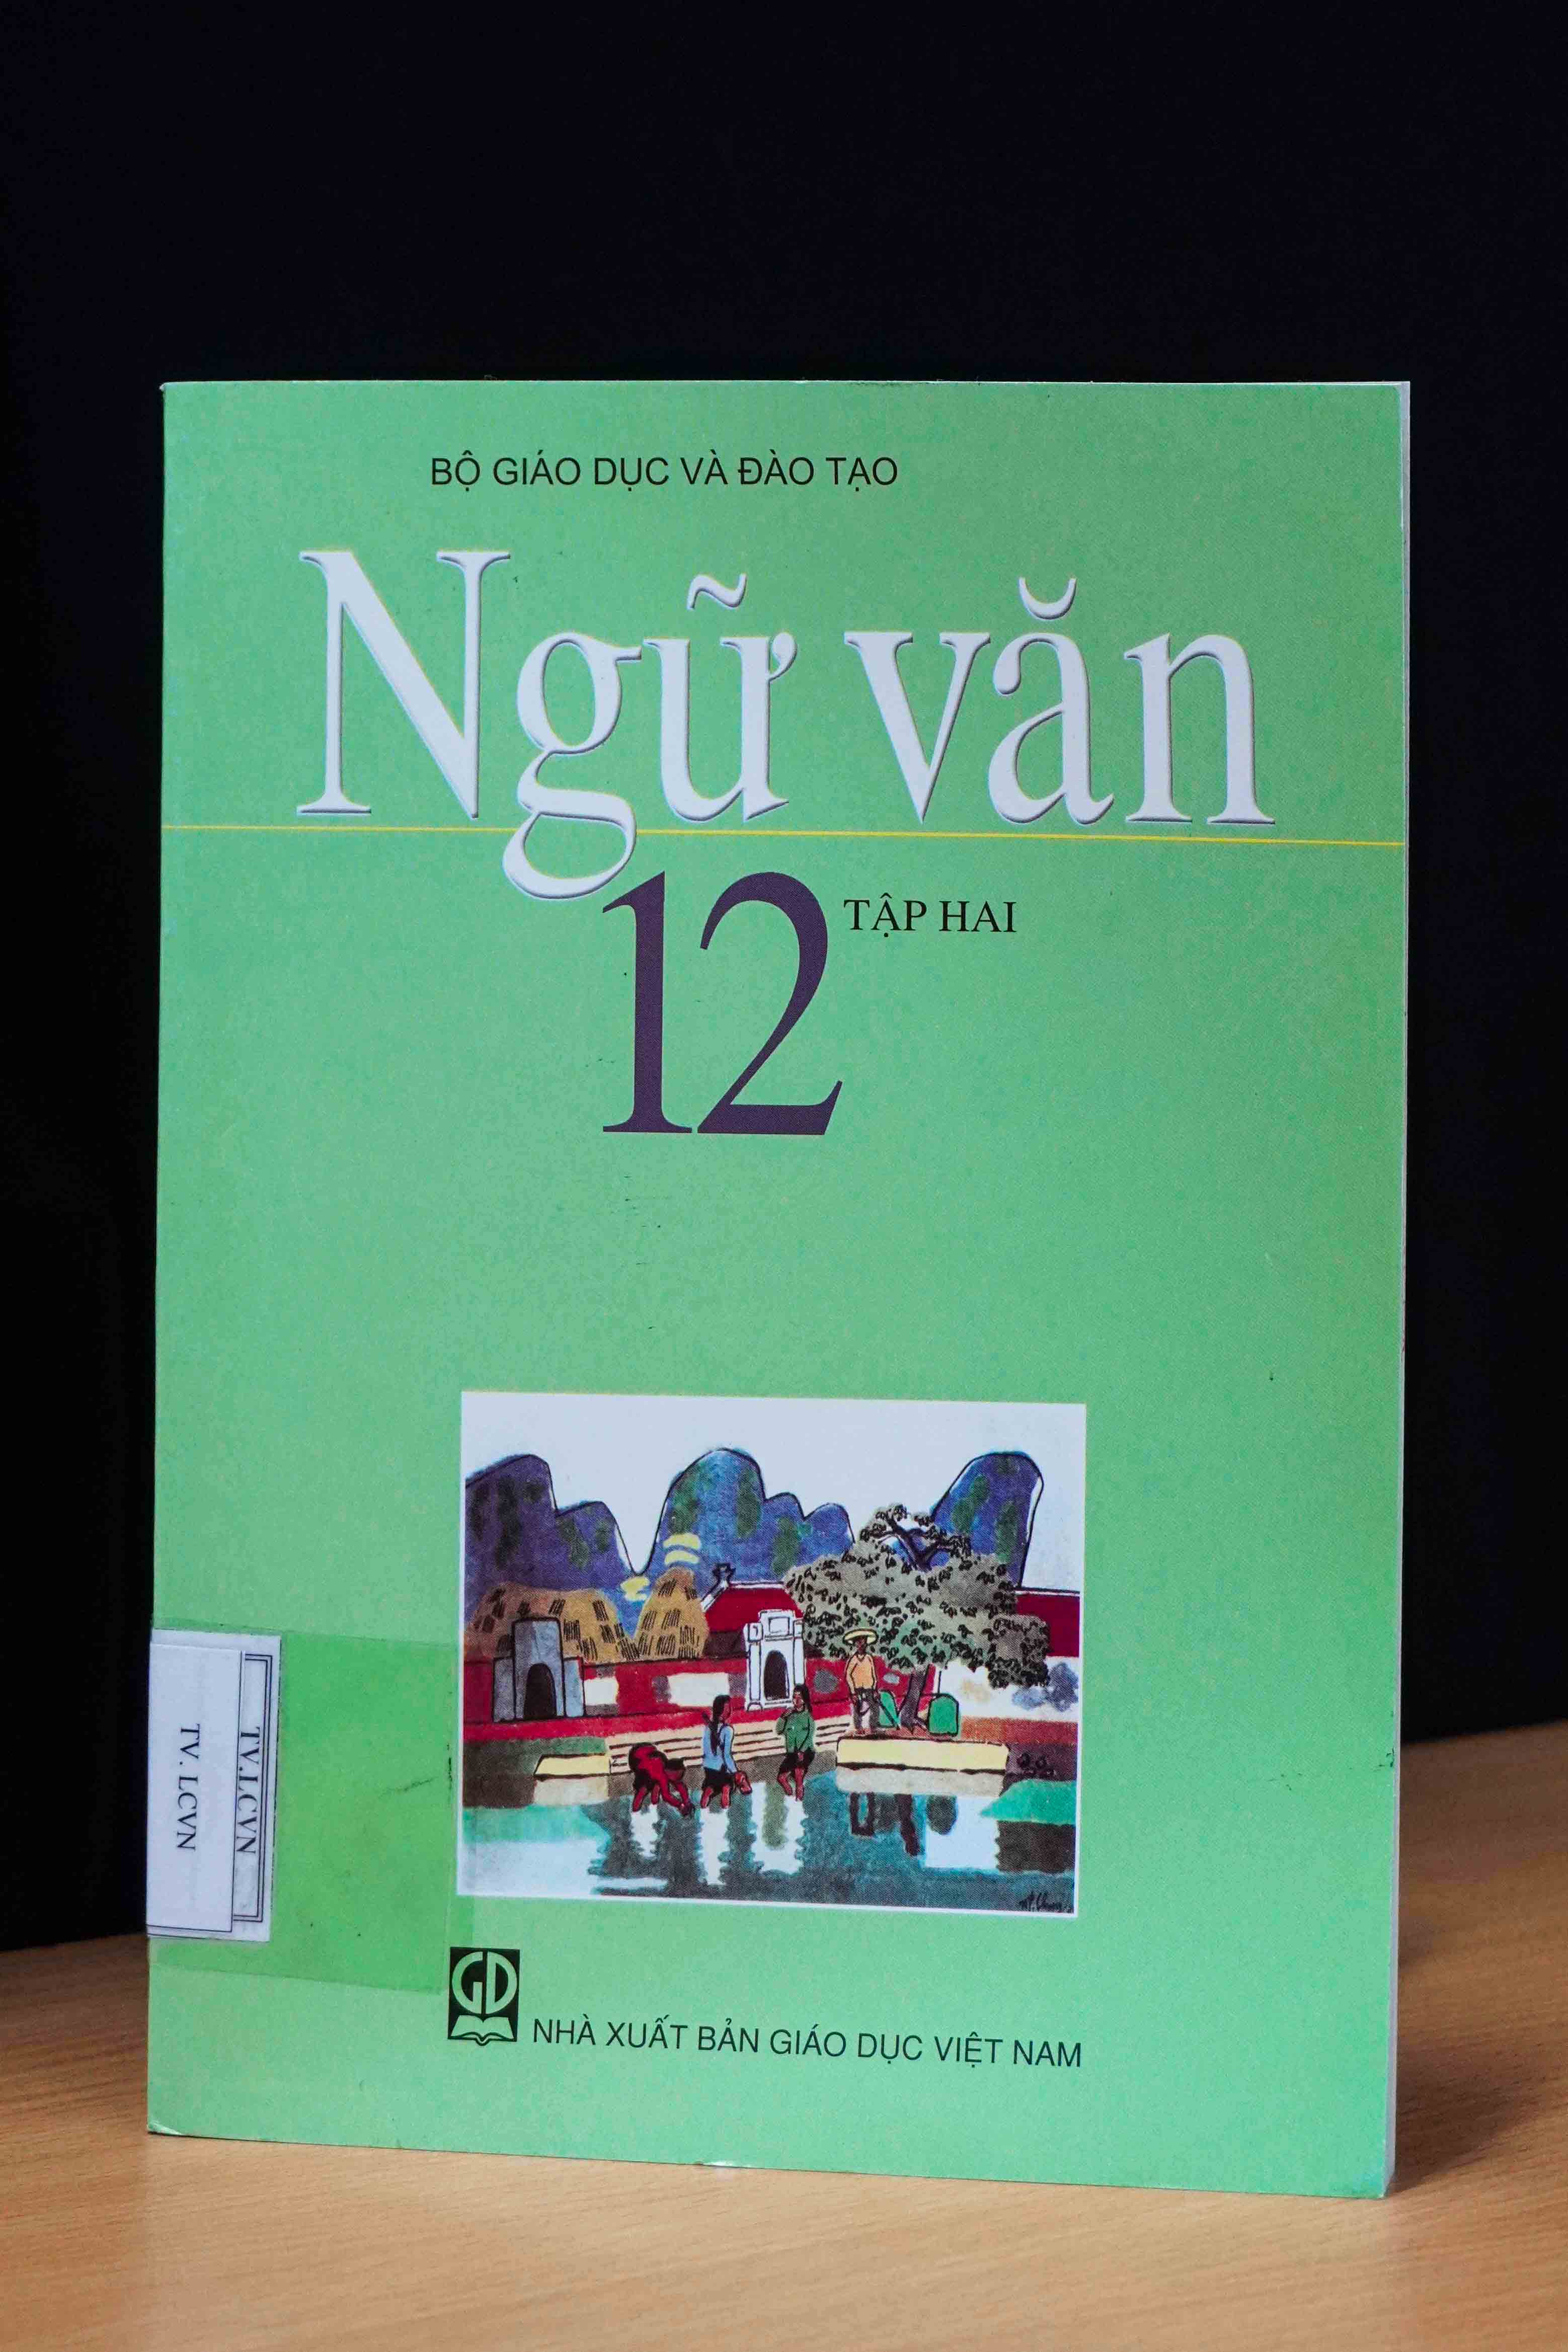 BỘ GIÁO DỤC VÀ ĐÀO TẠO
Ngữ văn
12
TẬP HAI
TV.LCVN
TV. LCVN
GD
NHÀ XUẤT BẢN GIÁO DỤC VIỆT NAM